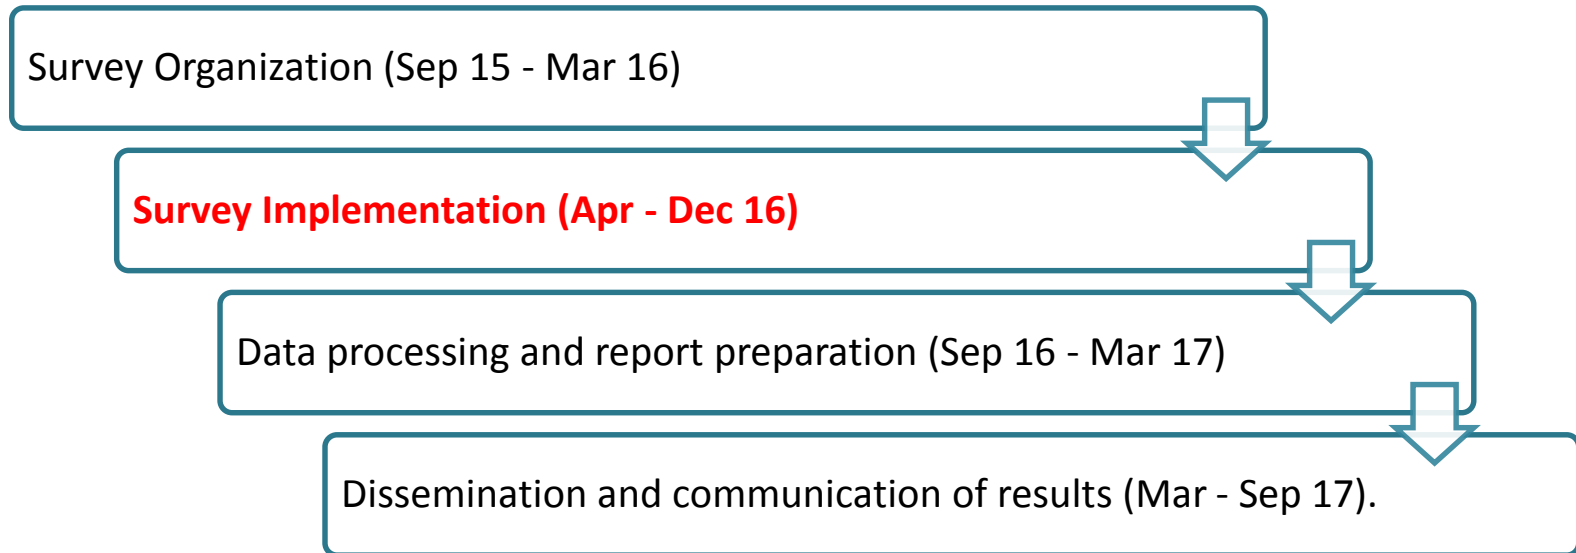 Survey Organization (Sep 15 - Mar 16)
Survey Implementation (Apr - Dec 16)
Data processing and report preparation (Sep 16 - Mar 17)
Dissemination and communication of results (Mar - Sep 17).